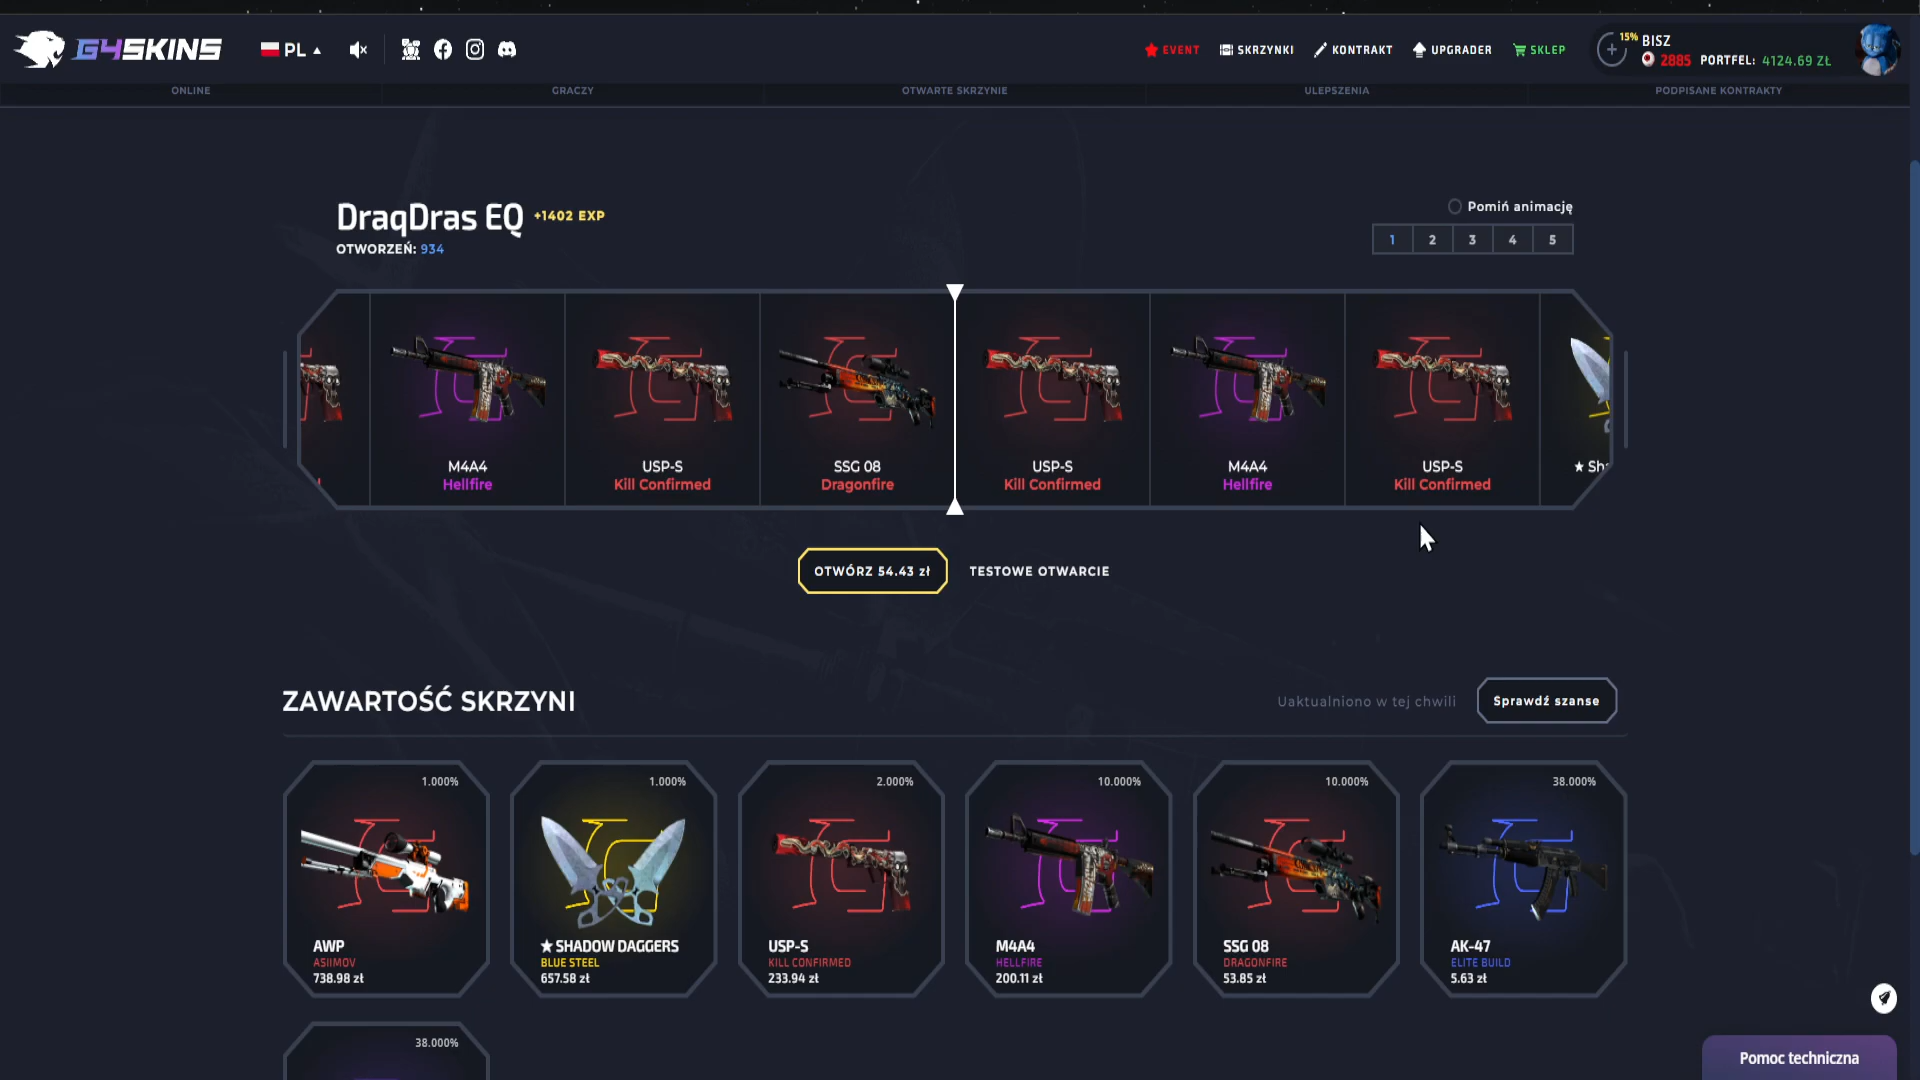 G4SKINS
PL
EVENT
SKRZYNKI
KONTRAKT
UPGRADER
SKLEP
15%
BISZ
2885 PORTFEL: 4124.69 ZŁ
ONLINE
GRACZY
OTWARTE SKRZYNIE
ULEPSZENIA
PODPISANE KONTRAKTY
DraqDras EQ +1402 EXP
OTWORZEŃ: 934
Pomiń animację
1 2 3 4 5
M4A4
Hellfire
USP-S
Kill Confirmed
SSG 08
Dragonfire
USP-S
Kill Confirmed
M4A4
Hellfire
USP-S
Kill Confirmed
★ Sh
OTWÓRZ 54.43 zł
TESTOWE OTWARCIE
ZAWARTOŚĆ SKRZYNI
Uaktualniono w tej chwili
Sprawdź szanse
1.000%
AWP
ASIIMOV
738.98 zł
1.000%
★ SHADOW DAGGERS
BLUE STEEL
657.58 zł
2.000%
USP-S
KILL CONFIRMED
233.94 zł
10.000%
M4A4
HELLFIRE
200.11 zł
10.000%
SSG 08
DRAGONFIRE
53.85 zł
38.000%
AK-47
ELITE BUILD
5.63 zł
38.000%
Pomoc techniczna